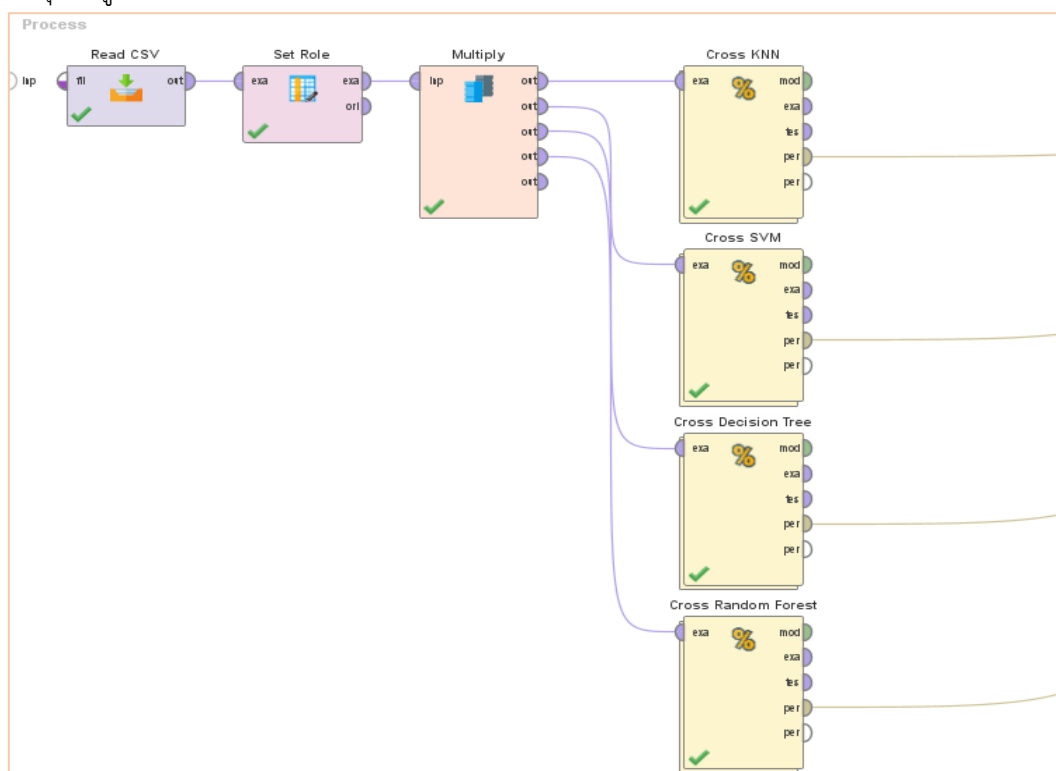 Process
Read CSV
Set Role
Multiply
Cross KNN
inp
fil
out
exa
exa
ori
inp
out
out
out
out
out
exa
mod
exa
tes
per
per
Cross SVM
exa
mod
exa
tes
per
per
Cross Decision Tree
exa
mod
exa
tes
per
per
Cross Random Forest
exa
mod
exa
tes
per
per